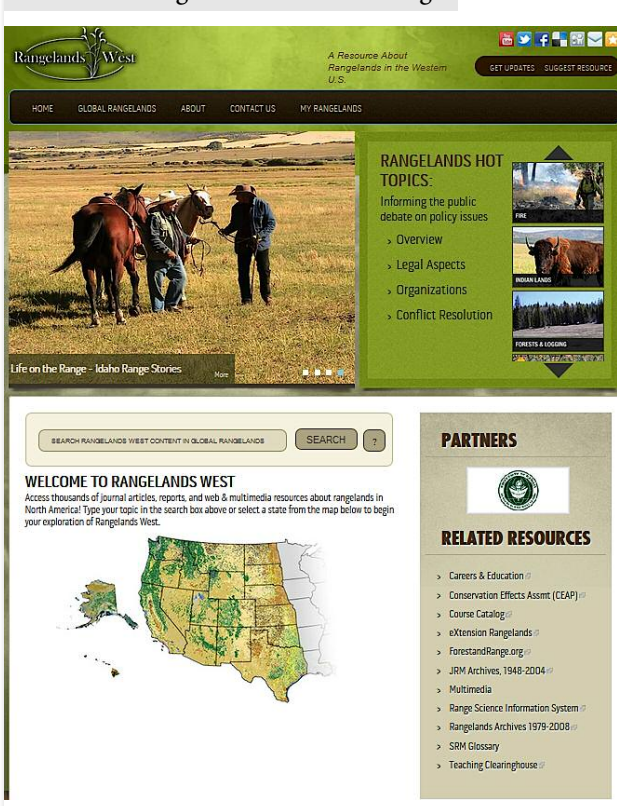 Rangelands West
A Resource About
Rangelands in the Western
U.S.
GET UPDATES SUGGEST RESOURCE
HOME GLOBAL RANGELANDS ABOUT CONTACT US MY RANGELANDS
Life on the Range - Idaho Range Stories
More
RANGELANDS HOT
TOPICS:
Informing the public
debate on policy issues
› Overview
› Legal Aspects
› Organizations
› Conflict Resolution
FIRE
INDIAN LANDS
FORESTS & LOGGING
SEARCH RANGELANDS WEST CONTENT IN GLOBAL RANGELANDS
SEARCH ?
WELCOME TO RANGELANDS WEST
Access thousands of journal articles, reports, and web & multimedia resources about rangelands in
North America! Type your topic in the search box above or select a state from the map below to begin
your exploration of Rangelands West.
PARTNERS
RELATED RESOURCES
› Careers & Education
› Conservation Effects Assmt (CEAP)
› Course Catalog
› eXtension Rangelands
› ForestandRange.org
› JRM Archives, 1948-2004
› Multimedia
› Range Science Information System
› Rangelands Archives 1979-2008
› SRM Glossary
› Teaching Clearinghouse